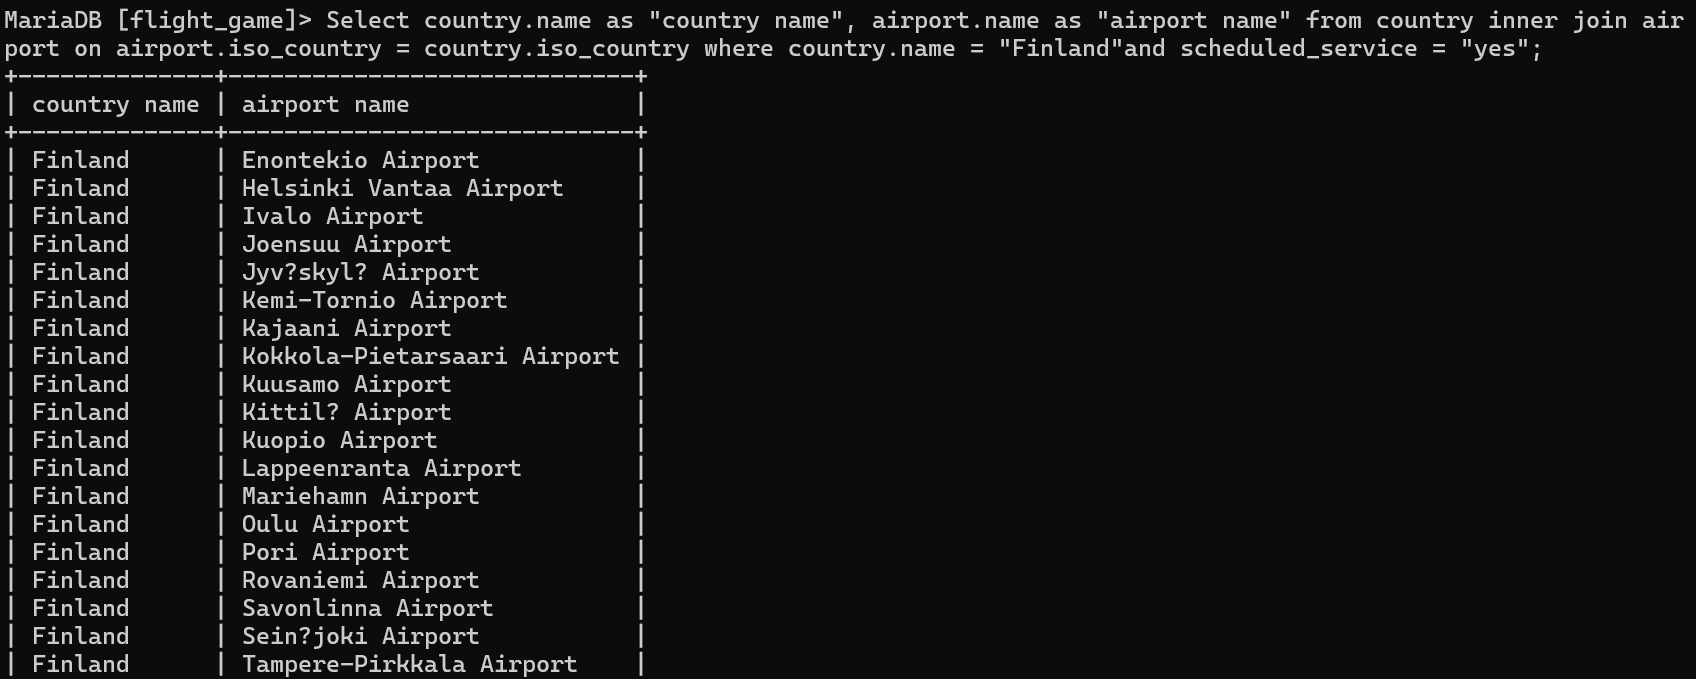 MariaDB [flight_game]> Select country.name as "country name", airport.name as "airport name" from country inner join air
port on airport.iso_country = country.iso_country where country.name = "Finland"and scheduled_service = "yes";
+--------------+-----------------------------+
| country name | airport name                |
+--------------+-----------------------------+
| Finland      | Enontekio Airport           |
| Finland      | Helsinki Vantaa Airport     |
| Finland      | Ivalo Airport               |
| Finland      | Joensuu Airport             |
| Finland      | Jyv?skyl? Airport           |
| Finland      | Kemi-Tornio Airport         |
| Finland      | Kajaani Airport             |
| Finland      | Kokkola-Pietarsaari Airport |
| Finland      | Kuusamo Airport             |
| Finland      | Kittil? Airport             |
| Finland      | Kuopio Airport              |
| Finland      | Lappeenranta Airport        |
| Finland      | Mariehamn Airport           |
| Finland      | Oulu Airport                |
| Finland      | Pori Airport                |
| Finland      | Rovaniemi Airport           |
| Finland      | Savonlinna Airport          |
| Finland      | Sein?joki Airport           |
| Finland      | Tampere-Pirkkala Airport    |